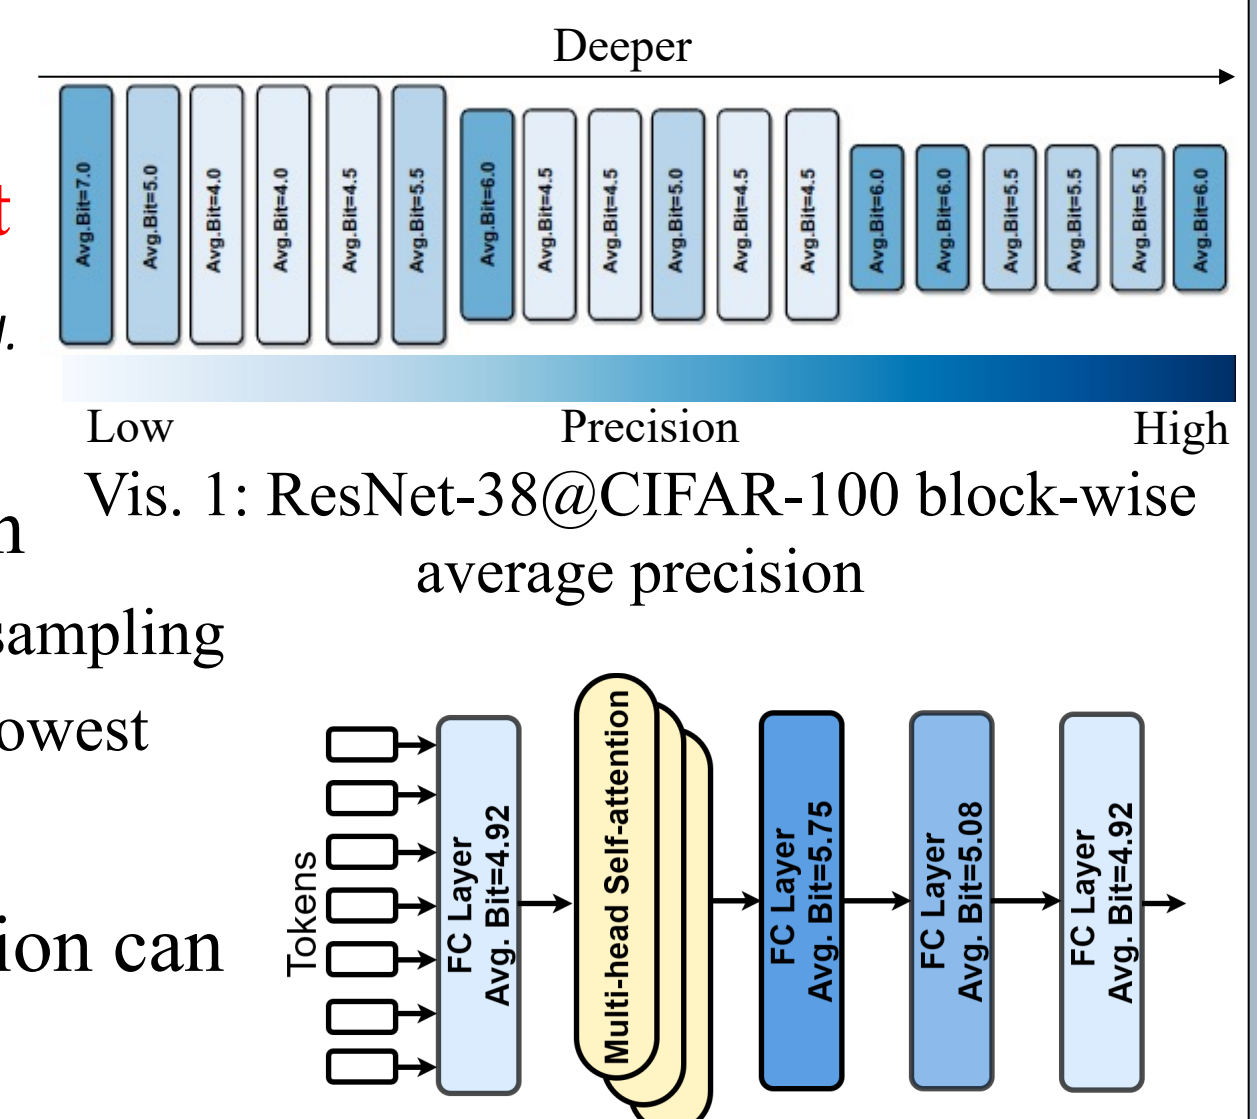 Deeper
Avg.Bit=7.0
Avg.Bit=5.0
Avg.Bit=4.0
Avg.Bit=4.0
Avg.Bit=4.5
Avg.Bit=5.5
Avg.Bit=6.0
Avg.Bit=4.5
Avg.Bit=4.5
Avg.Bit=5.0
Avg.Bit=4.5
Avg.Bit=4.5
Avg.Bit=6.0
Avg.Bit=6.0
Avg.Bit=5.5
Avg.Bit=5.5
Avg.Bit=5.5
Avg.Bit=6.0
t
Low Precision High
Vis. 1: ResNet-38@CIFAR-100 block-wise
average precision
n
sampling
owest
ion can
Tokens
FC Layer
Avg. Bit=4.92
Multi-head Self-attention
FC Layer
Avg. Bit=5.75
FC Layer
Avg. Bit=5.08
FC Layer
Avg. Bit=4.92